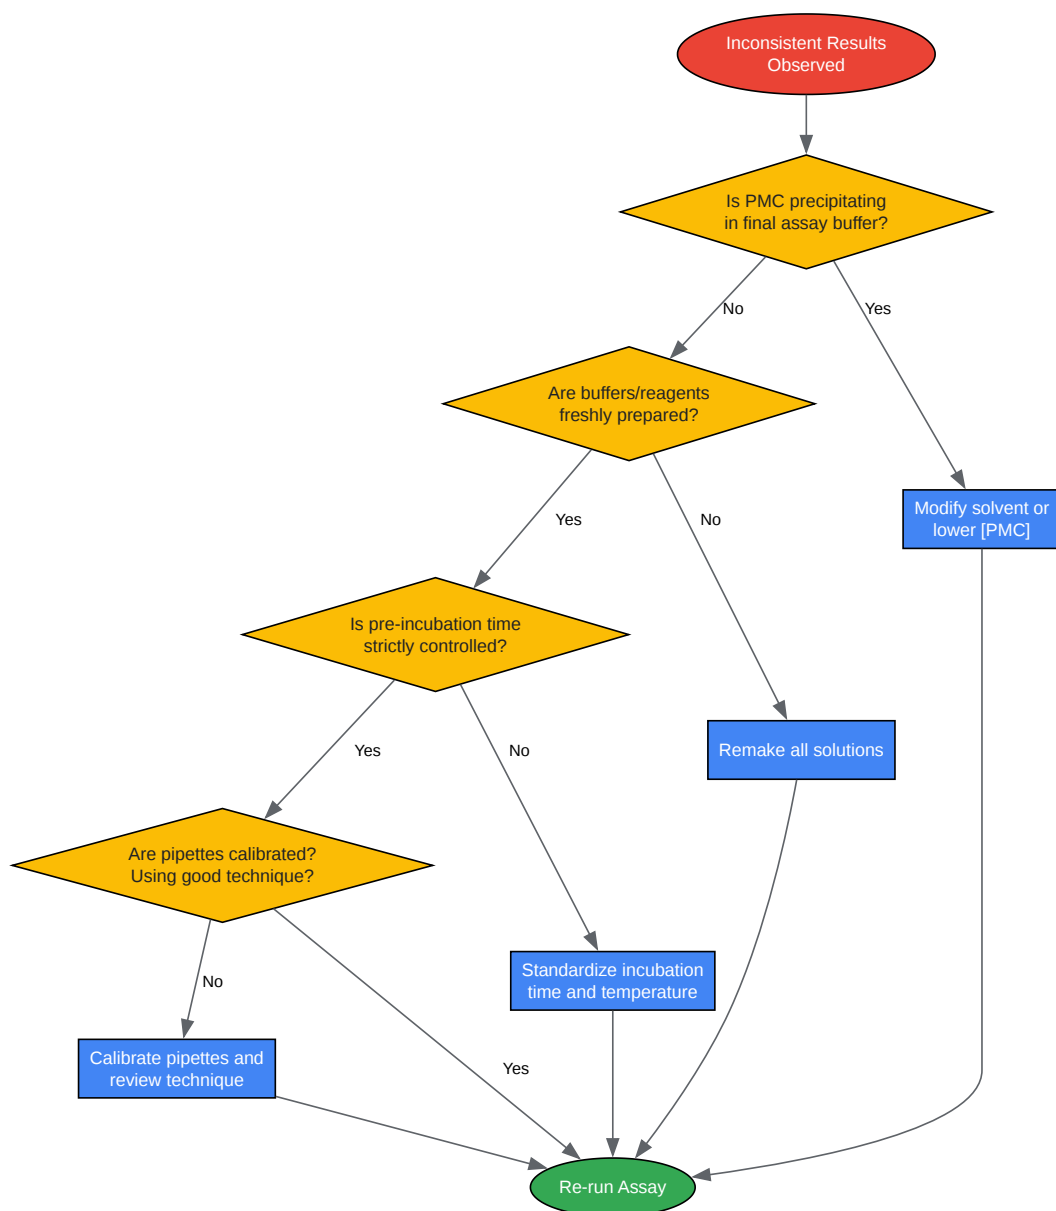 Inconsistent Results
Observed
Is PMC precipitating
in final assay buffer?
No
Yes
Are buffers/reagents
freshly prepared?
Modify solvent or
lower [PMC]
Yes
No
Is pre-incubation time
strictly controlled?
Yes
No
Remake all solutions
Are pipettes calibrated?
Using good technique?
Standardize incubation
time and temperature
No
Calibrate pipettes and
review technique
Yes
Re-run Assay